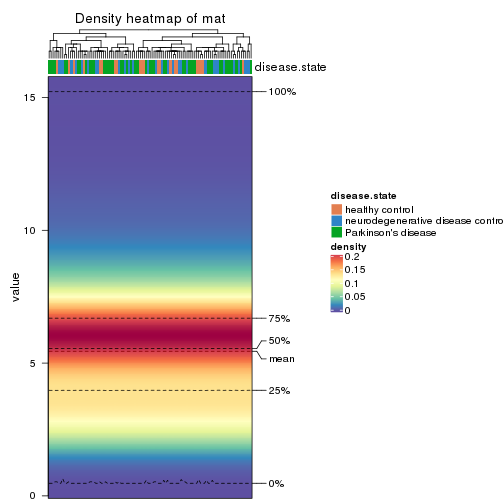 Density heatmap of mat
disease.state
100%
75%
50%
mean
25%
0%
value
15
10
5
0
disease.state
healthy control
neurodegenerative disease contro
Parkinson's disease
density
0.2
0.15
0.1
0.05
0